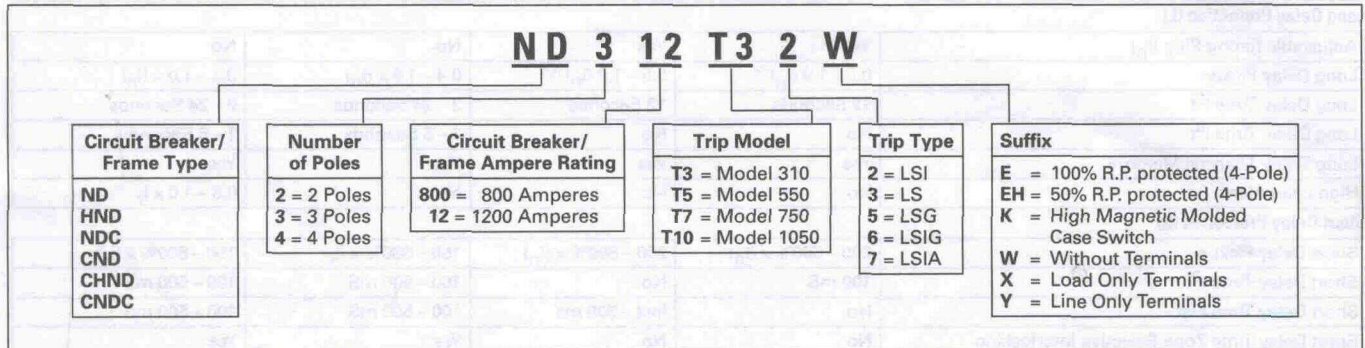 ND 3 12 T3 2 W
Circuit Breaker/
Frame Type
ND
HND
NDC
CND
CHND
CNDC
Number
of Poles
2 = 2 Poles
3 = 3 Poles
4 = 4 Poles
Circuit Breaker/
Frame Ampere Rating
800 = 800 Amperes
12 = 1200 Amperes
Trip Model
T3 = Model 310
T5 = Model 550
T7 = Model 750
T10 = Model 1050
Trip Type
2 = LSI
3 = LS
5 = LSG
6 = LSIG
7 = LSIA
Suffix
E = 100% R.P. protected (4-Pole)
EH = 50% R.P. protected (4-Pole)
K = High Magnetic Molded
Case Switch
W = Without Terminals
X = Load Only Terminals
Y = Line Only Terminals